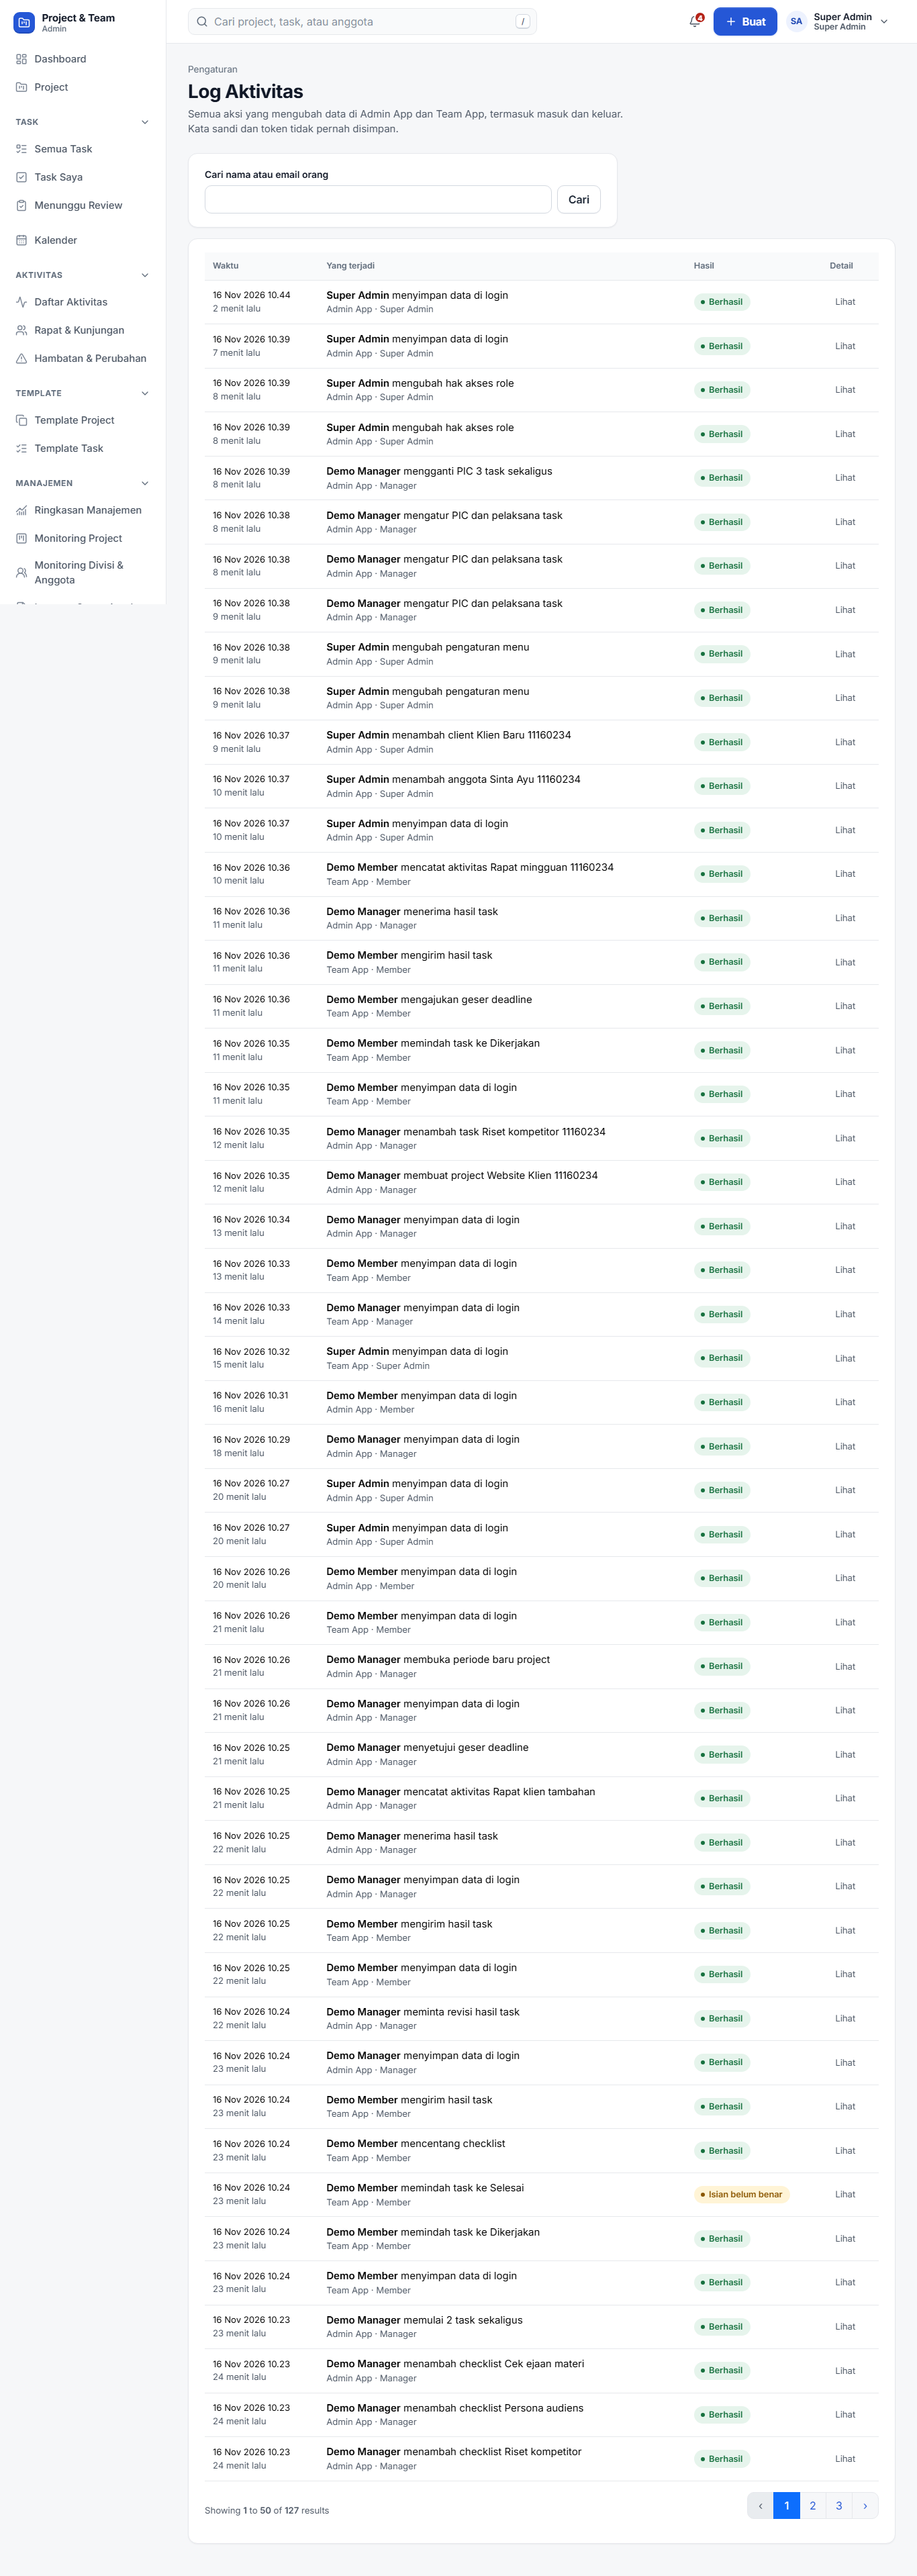 Project & Team
Admin
Dashboard
Project
TASK
Semua Task
Task Saya
Menunggu Review
Kalender
AKTIVITAS
Daftar Aktivitas
Rapat & Kunjungan
Hambatan & Perubahan
TEMPLATE
Template Project
Template Task
MANAJEMEN
Ringkasan Manajemen
Monitoring Project
Monitoring Divisi &
Anggota
Cari project, task, atau anggota
/
4
Buat
SA
Super Admin
Super Admin
Pengaturan
Log Aktivitas
Semua aksi yang mengubah data di Admin App dan Team App, termasuk masuk dan keluar.
Kata sandi dan token tidak pernah disimpan.
Cari nama atau email orang
Cari
Waktu Yang terjadi Hasil Detail
16 Nov 2026 10.44 Super Admin menyimpan data di login Berhasil Lihat
2 menit lalu Admin App · Super Admin
16 Nov 2026 10.39 Super Admin menyimpan data di login Berhasil Lihat
7 menit lalu Admin App · Super Admin
16 Nov 2026 10.39 Super Admin mengubah hak akses role Berhasil Lihat
8 menit lalu Admin App · Super Admin
16 Nov 2026 10.39 Super Admin mengubah hak akses role Berhasil Lihat
8 menit lalu Admin App · Super Admin
16 Nov 2026 10.39 Demo Manager mengganti PIC 3 task sekaligus Berhasil Lihat
8 menit lalu Admin App · Manager
16 Nov 2026 10.38 Demo Manager mengatur PIC dan pelaksana task Berhasil Lihat
8 menit lalu Admin App · Manager
16 Nov 2026 10.38 Demo Manager mengatur PIC dan pelaksana task Berhasil Lihat
8 menit lalu Admin App · Manager
16 Nov 2026 10.38 Demo Manager mengatur PIC dan pelaksana task Berhasil Lihat
9 menit lalu Admin App · Manager
16 Nov 2026 10.38 Super Admin mengubah pengaturan menu Berhasil Lihat
9 menit lalu Admin App · Super Admin
16 Nov 2026 10.38 Super Admin mengubah pengaturan menu Berhasil Lihat
9 menit lalu Admin App · Super Admin
16 Nov 2026 10.37 Super Admin menambah client Klien Baru 11160234 Berhasil Lihat
9 menit lalu Admin App · Super Admin
16 Nov 2026 10.37 Super Admin menambah anggota Sinta Ayu 11160234 Berhasil Lihat
10 menit lalu Admin App · Super Admin
16 Nov 2026 10.37 Super Admin menyimpan data di login Berhasil Lihat
10 menit lalu Admin App · Super Admin
16 Nov 2026 10.36 Demo Member mencatat aktivitas Rapat mingguan 11160234 Berhasil Lihat
10 menit lalu Team App · Member
16 Nov 2026 10.36 Demo Manager menerima hasil task Berhasil Lihat
11 menit lalu Admin App · Manager
16 Nov 2026 10.36 Demo Member mengirim hasil task Berhasil Lihat
11 menit lalu Team App · Member
16 Nov 2026 10.36 Demo Member mengajukan geser deadline Berhasil Lihat
11 menit lalu Team App · Member
16 Nov 2026 10.35 Demo Member memindah task ke Dikerjakan Berhasil Lihat
11 menit lalu Team App · Member
16 Nov 2026 10.35 Demo Member menyimpan data di login Berhasil Lihat
11 menit lalu Team App · Member
16 Nov 2026 10.35 Demo Manager menambah task Riset kompetitor 11160234 Berhasil Lihat
12 menit lalu Admin App · Manager
16 Nov 2026 10.35 Demo Manager membuat project Website Klien 11160234 Berhasil Lihat
12 menit lalu Admin App · Manager
16 Nov 2026 10.34 Demo Manager menyimpan data di login Berhasil Lihat
13 menit lalu Admin App · Manager
16 Nov 2026 10.33 Demo Member menyimpan data di login Berhasil Lihat
13 menit lalu Team App · Member
16 Nov 2026 10.33 Demo Manager menyimpan data di login Berhasil Lihat
14 menit lalu Team App · Manager
16 Nov 2026 10.32 Super Admin menyimpan data di login Berhasil Lihat
15 menit lalu Team App · Super Admin
16 Nov 2026 10.31 Demo Member menyimpan data di login Berhasil Lihat
16 menit lalu Admin App · Member
16 Nov 2026 10.29 Demo Manager menyimpan data di login Berhasil Lihat
18 menit lalu Admin App · Manager
16 Nov 2026 10.27 Super Admin menyimpan data di login Berhasil Lihat
20 menit lalu Admin App · Super Admin
16 Nov 2026 10.27 Super Admin menyimpan data di login Berhasil Lihat
20 menit lalu Admin App · Super Admin
16 Nov 2026 10.26 Demo Member menyimpan data di login Berhasil Lihat
20 menit lalu Admin App · Member
16 Nov 2026 10.26 Demo Member menyimpan data di login Berhasil Lihat
21 menit lalu Team App · Member
16 Nov 2026 10.26 Demo Manager membuka periode baru project Berhasil Lihat
21 menit lalu Admin App · Manager
16 Nov 2026 10.26 Demo Manager menyimpan data di login Berhasil Lihat
21 menit lalu Admin App · Manager
16 Nov 2026 10.25 Demo Manager menyetujui geser deadline Berhasil Lihat
21 menit lalu Admin App · Manager
16 Nov 2026 10.25 Demo Manager mencatat aktivitas Rapat klien tambahan Berhasil Lihat
21 menit lalu Admin App · Manager
16 Nov 2026 10.25 Demo Manager menerima hasil task Berhasil Lihat
22 menit lalu Admin App · Manager
16 Nov 2026 10.25 Demo Manager menyimpan data di login Berhasil Lihat
22 menit lalu Admin App · Manager
16 Nov 2026 10.25 Demo Member mengirim hasil task Berhasil Lihat
22 menit lalu Team App · Member
16 Nov 2026 10.25 Demo Member menyimpan data di login Berhasil Lihat
22 menit lalu Team App · Member
16 Nov 2026 10.24 Demo Manager meminta revisi hasil task Berhasil Lihat
22 menit lalu Admin App · Manager
16 Nov 2026 10.24 Demo Manager menyimpan data di login Berhasil Lihat
23 menit lalu Admin App · Manager
16 Nov 2026 10.24 Demo Member mengirim hasil task Berhasil Lihat
23 menit lalu Team App · Member
16 Nov 2026 10.24 Demo Member mencentang checklist Berhasil Lihat
23 menit lalu Team App · Member
16 Nov 2026 10.24 Demo Member memindah task ke Selesai Isian belum benar Lihat
23 menit lalu Team App · Member
16 Nov 2026 10.24 Demo Member memindah task ke Dikerjakan Berhasil Lihat
23 menit lalu Team App · Member
16 Nov 2026 10.24 Demo Member menyimpan data di login Berhasil Lihat
23 menit lalu Team App · Member
16 Nov 2026 10.23 Demo Manager memulai 2 task sekaligus Berhasil Lihat
23 menit lalu Admin App · Manager
16 Nov 2026 10.23 Demo Manager menambah checklist Cek ejaan materi Berhasil Lihat
24 menit lalu Admin App · Manager
16 Nov 2026 10.23 Demo Manager menambah checklist Persona audiens Berhasil Lihat
24 menit lalu Admin App · Manager
16 Nov 2026 10.23 Demo Manager menambah checklist Riset kompetitor Berhasil Lihat
24 menit lalu Admin App · Manager
Showing 1 to 50 of 127 results
‹ 1 2 3 ›